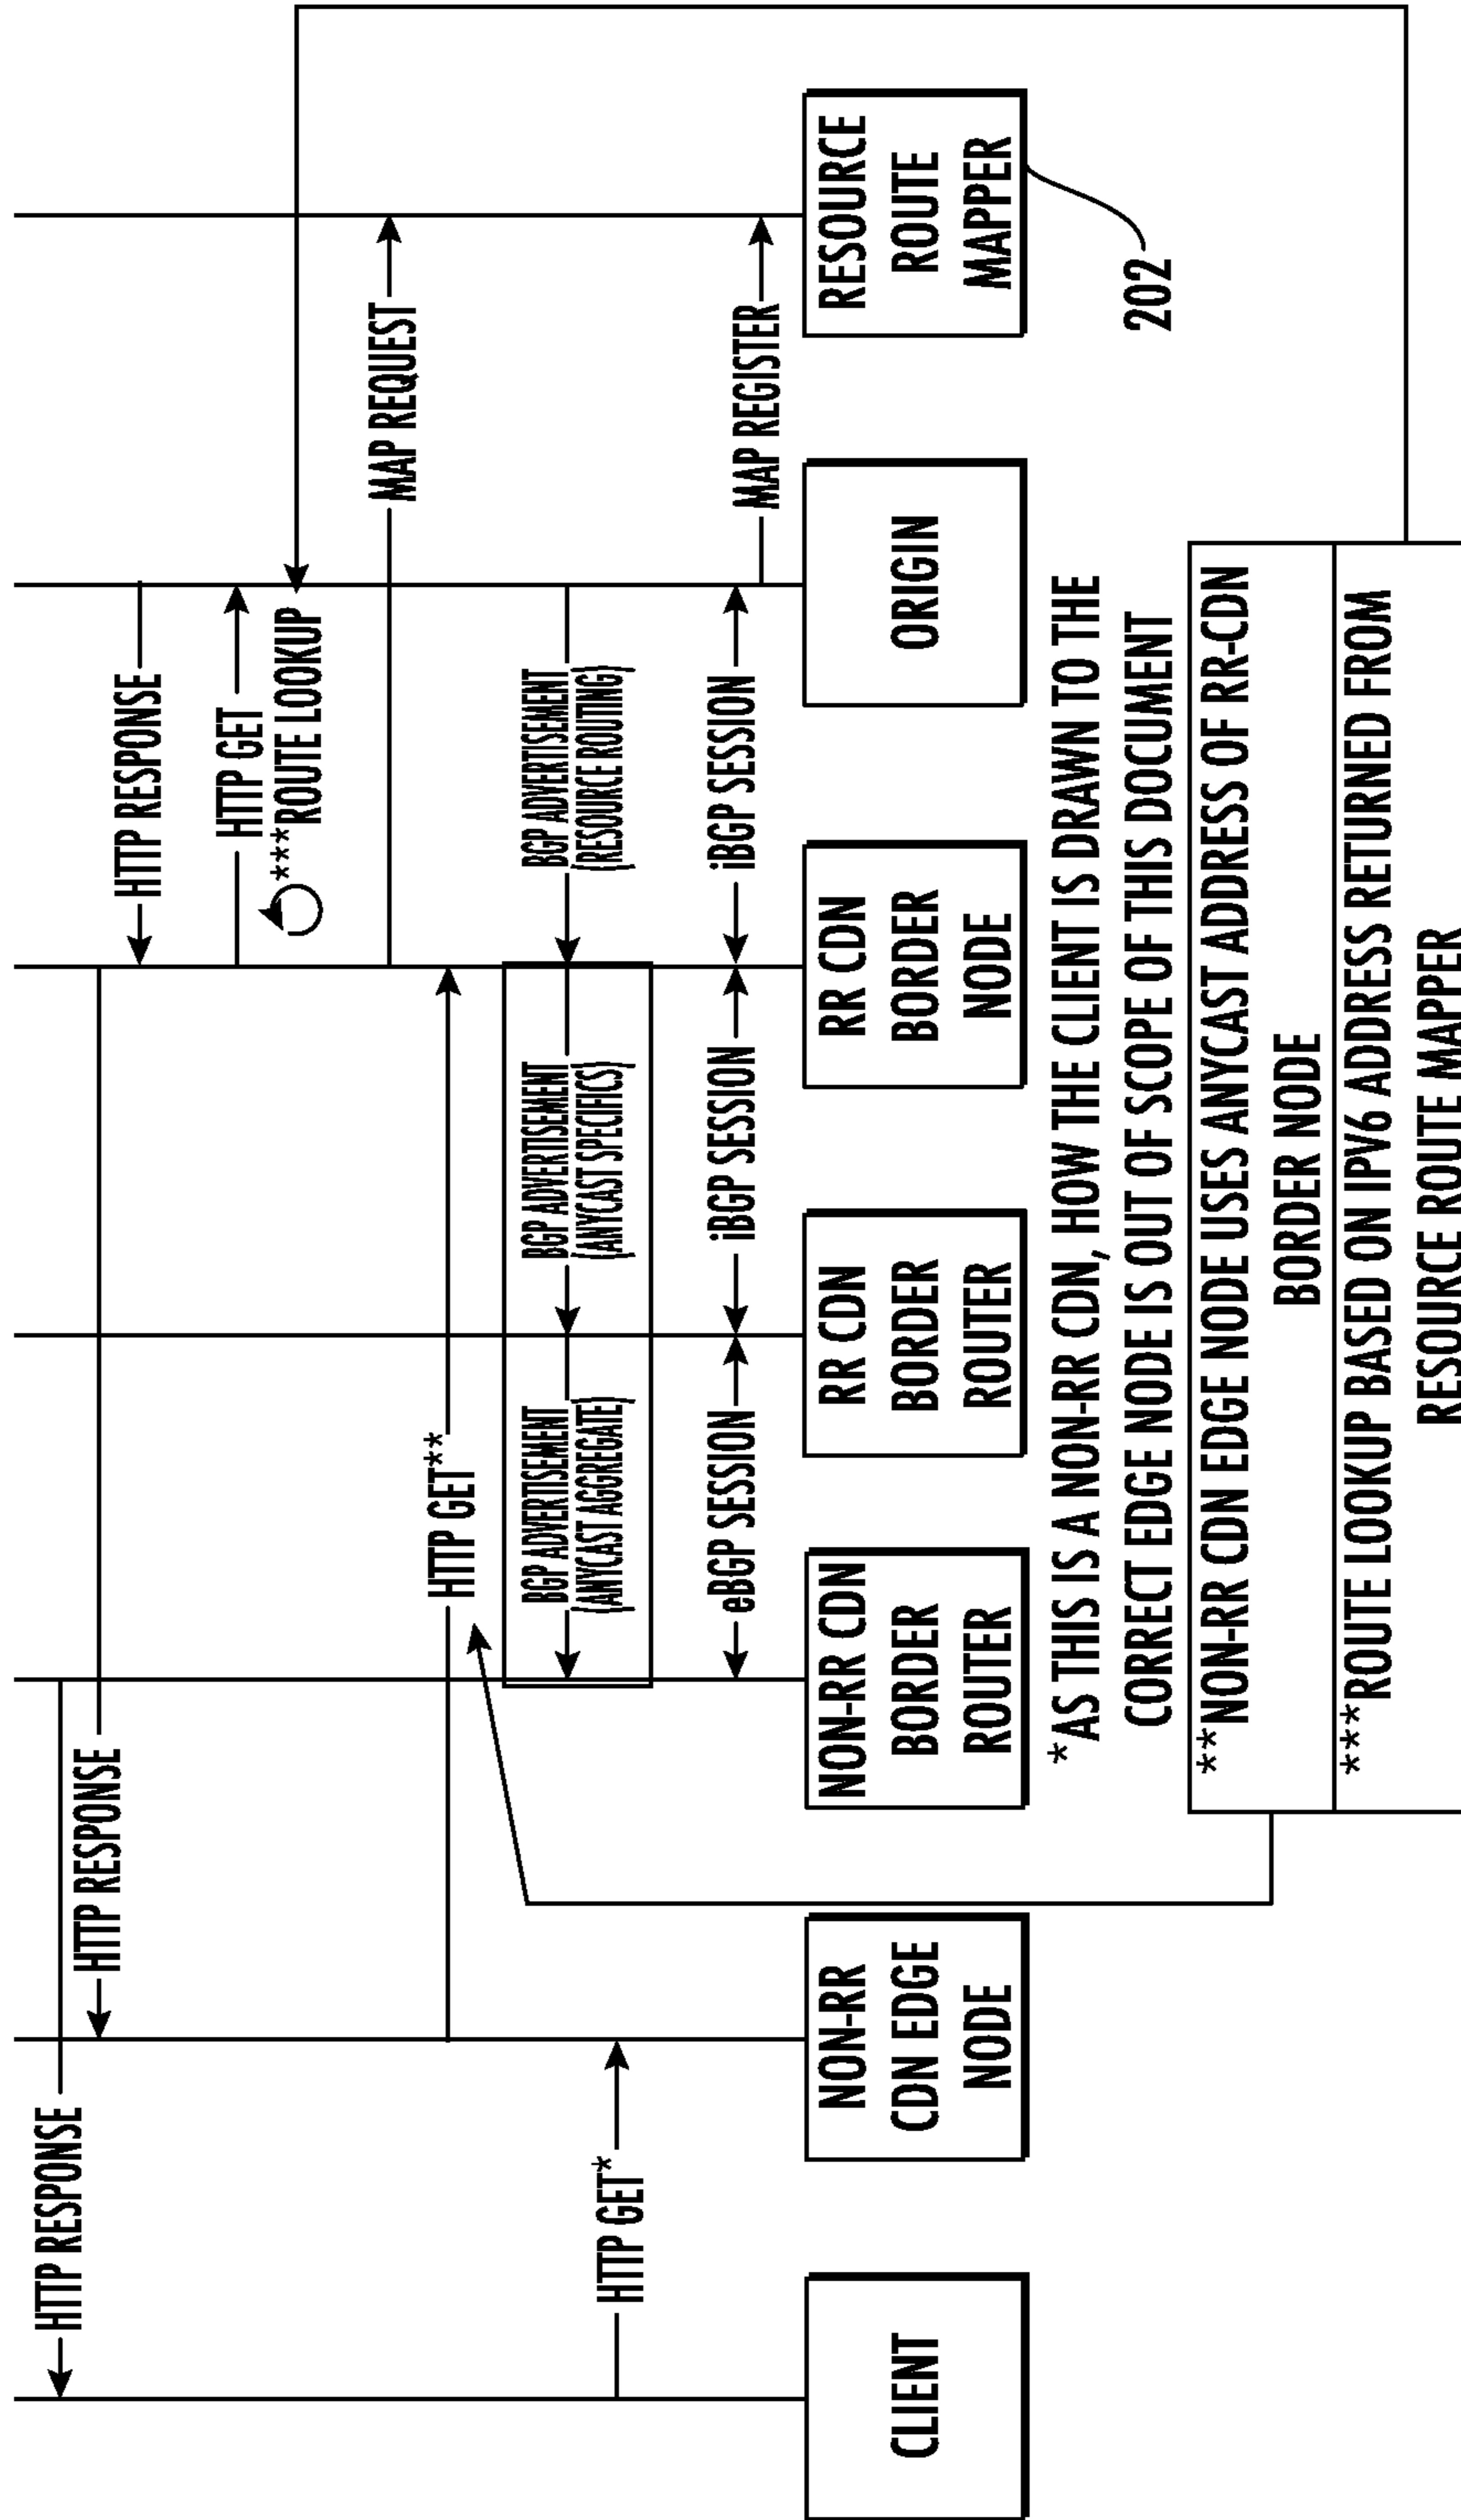 HTTP RESPONSE
HTTP RESPONSE
HTTP RESPONSE
HTTP GET
***ROUTE LOOKUP
MAP REQUEST
HTTP GET**
BGP ADVERTISEMENT
(ANYCAST AGGREGATE)
BGP ADVERTISEMENT
(ANYCAST SPECIFICS)
BGP ADVERTISEMENT
(RESOURCE ROUTING)
HTTP GET*
eBGP SESSION
iBGP SESSION
iBGP SESSION
MAP REGISTER
CLIENT
NON-RR
CDN EDGE
NODE
NON-RR CDN
BORDER
ROUTER
RR CDN
BORDER
ROUTER
RR CDN
BORDER
NODE
ORIGIN
RESOURCE
ROUTE
MAPPER
202
*AS THIS IS A NON-RR CDN, HOW THE CLIENT IS DRAWN TO THE
CORRECT EDGE NODE IS OUT OF SCOPE OF THIS DOCUMENT
**NON-RR CDN EDGE NODE USES ANYCAST ADDRESS OF RR-CDN
BORDER NODE
***ROUTE LOOKUP BASED ON IPV6 ADDRESS RETURNED FROM
RESOURCE ROUTE MAPPER